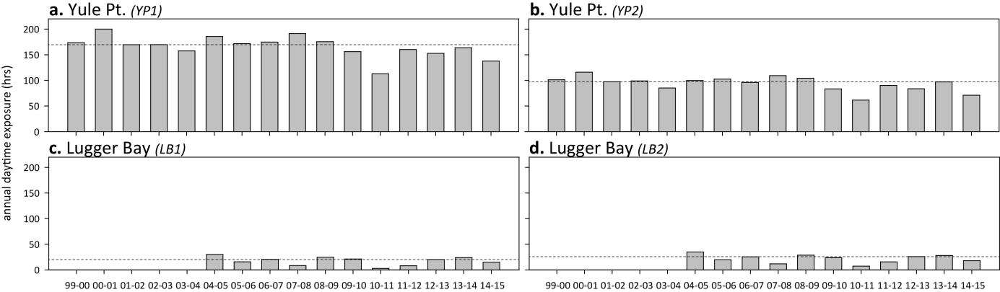 a. Yule Pt. (YP1)
b. Yule Pt. (YP2)
200
150
100
50
0
annual daytime exposure (hrs)
c. Lugger Bay (LB1)
d. Lugger Bay (LB2)
200
150
100
50
0
99-00 00-01 01-02 02-03 03-04 04-05 05-06 06-07 07-08 08-09 09-10 10-11 11-12 12-13 13-14 14-15
99-00 00-01 01-02 02-03 03-04 04-05 05-06 06-07 07-08 08-09 09-10 10-11 11-12 12-13 13-14 14-15